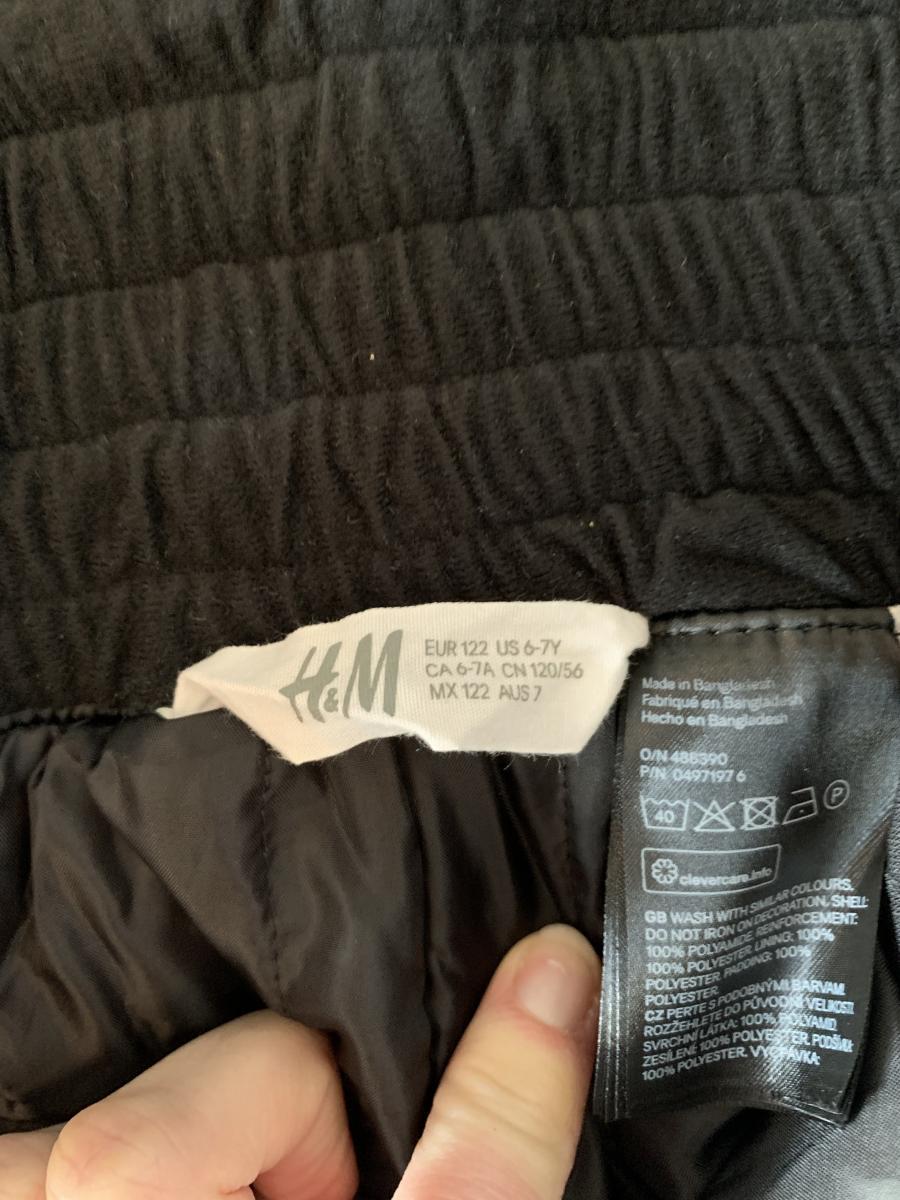 H&M
EUR 122 US 6-7Y
CA 6-7A CN 120/56
MX 122 AUS 7
Made in Bangladesh
Fabriqué en Bangladesh
Hecho en Bangladesh
O/N 488390
P/N 0497197 6
40
P
clevercare.info
GB WASH WITH SIMILAR COLOURS.
DO NOT IRON ON DECORATION. SHELL:
100% POLYAMIDE REINFORCEMENT:
100% POLYESTER LINING: 100%
POLYESTER PADDING: 100%
POLYESTER
CZ PERTE S PODOBNÝMI BARVAMI.
ROZŽEHLETE DO PŮVODNÍ VELIKOSTI.
SVRCHNÍ LÁTKA: 100% POLYAMID
ZESÍLENÍ: 100% POLYESTER. PODŠÍVKA:
100% POLYESTER. VYCPÁVKA: